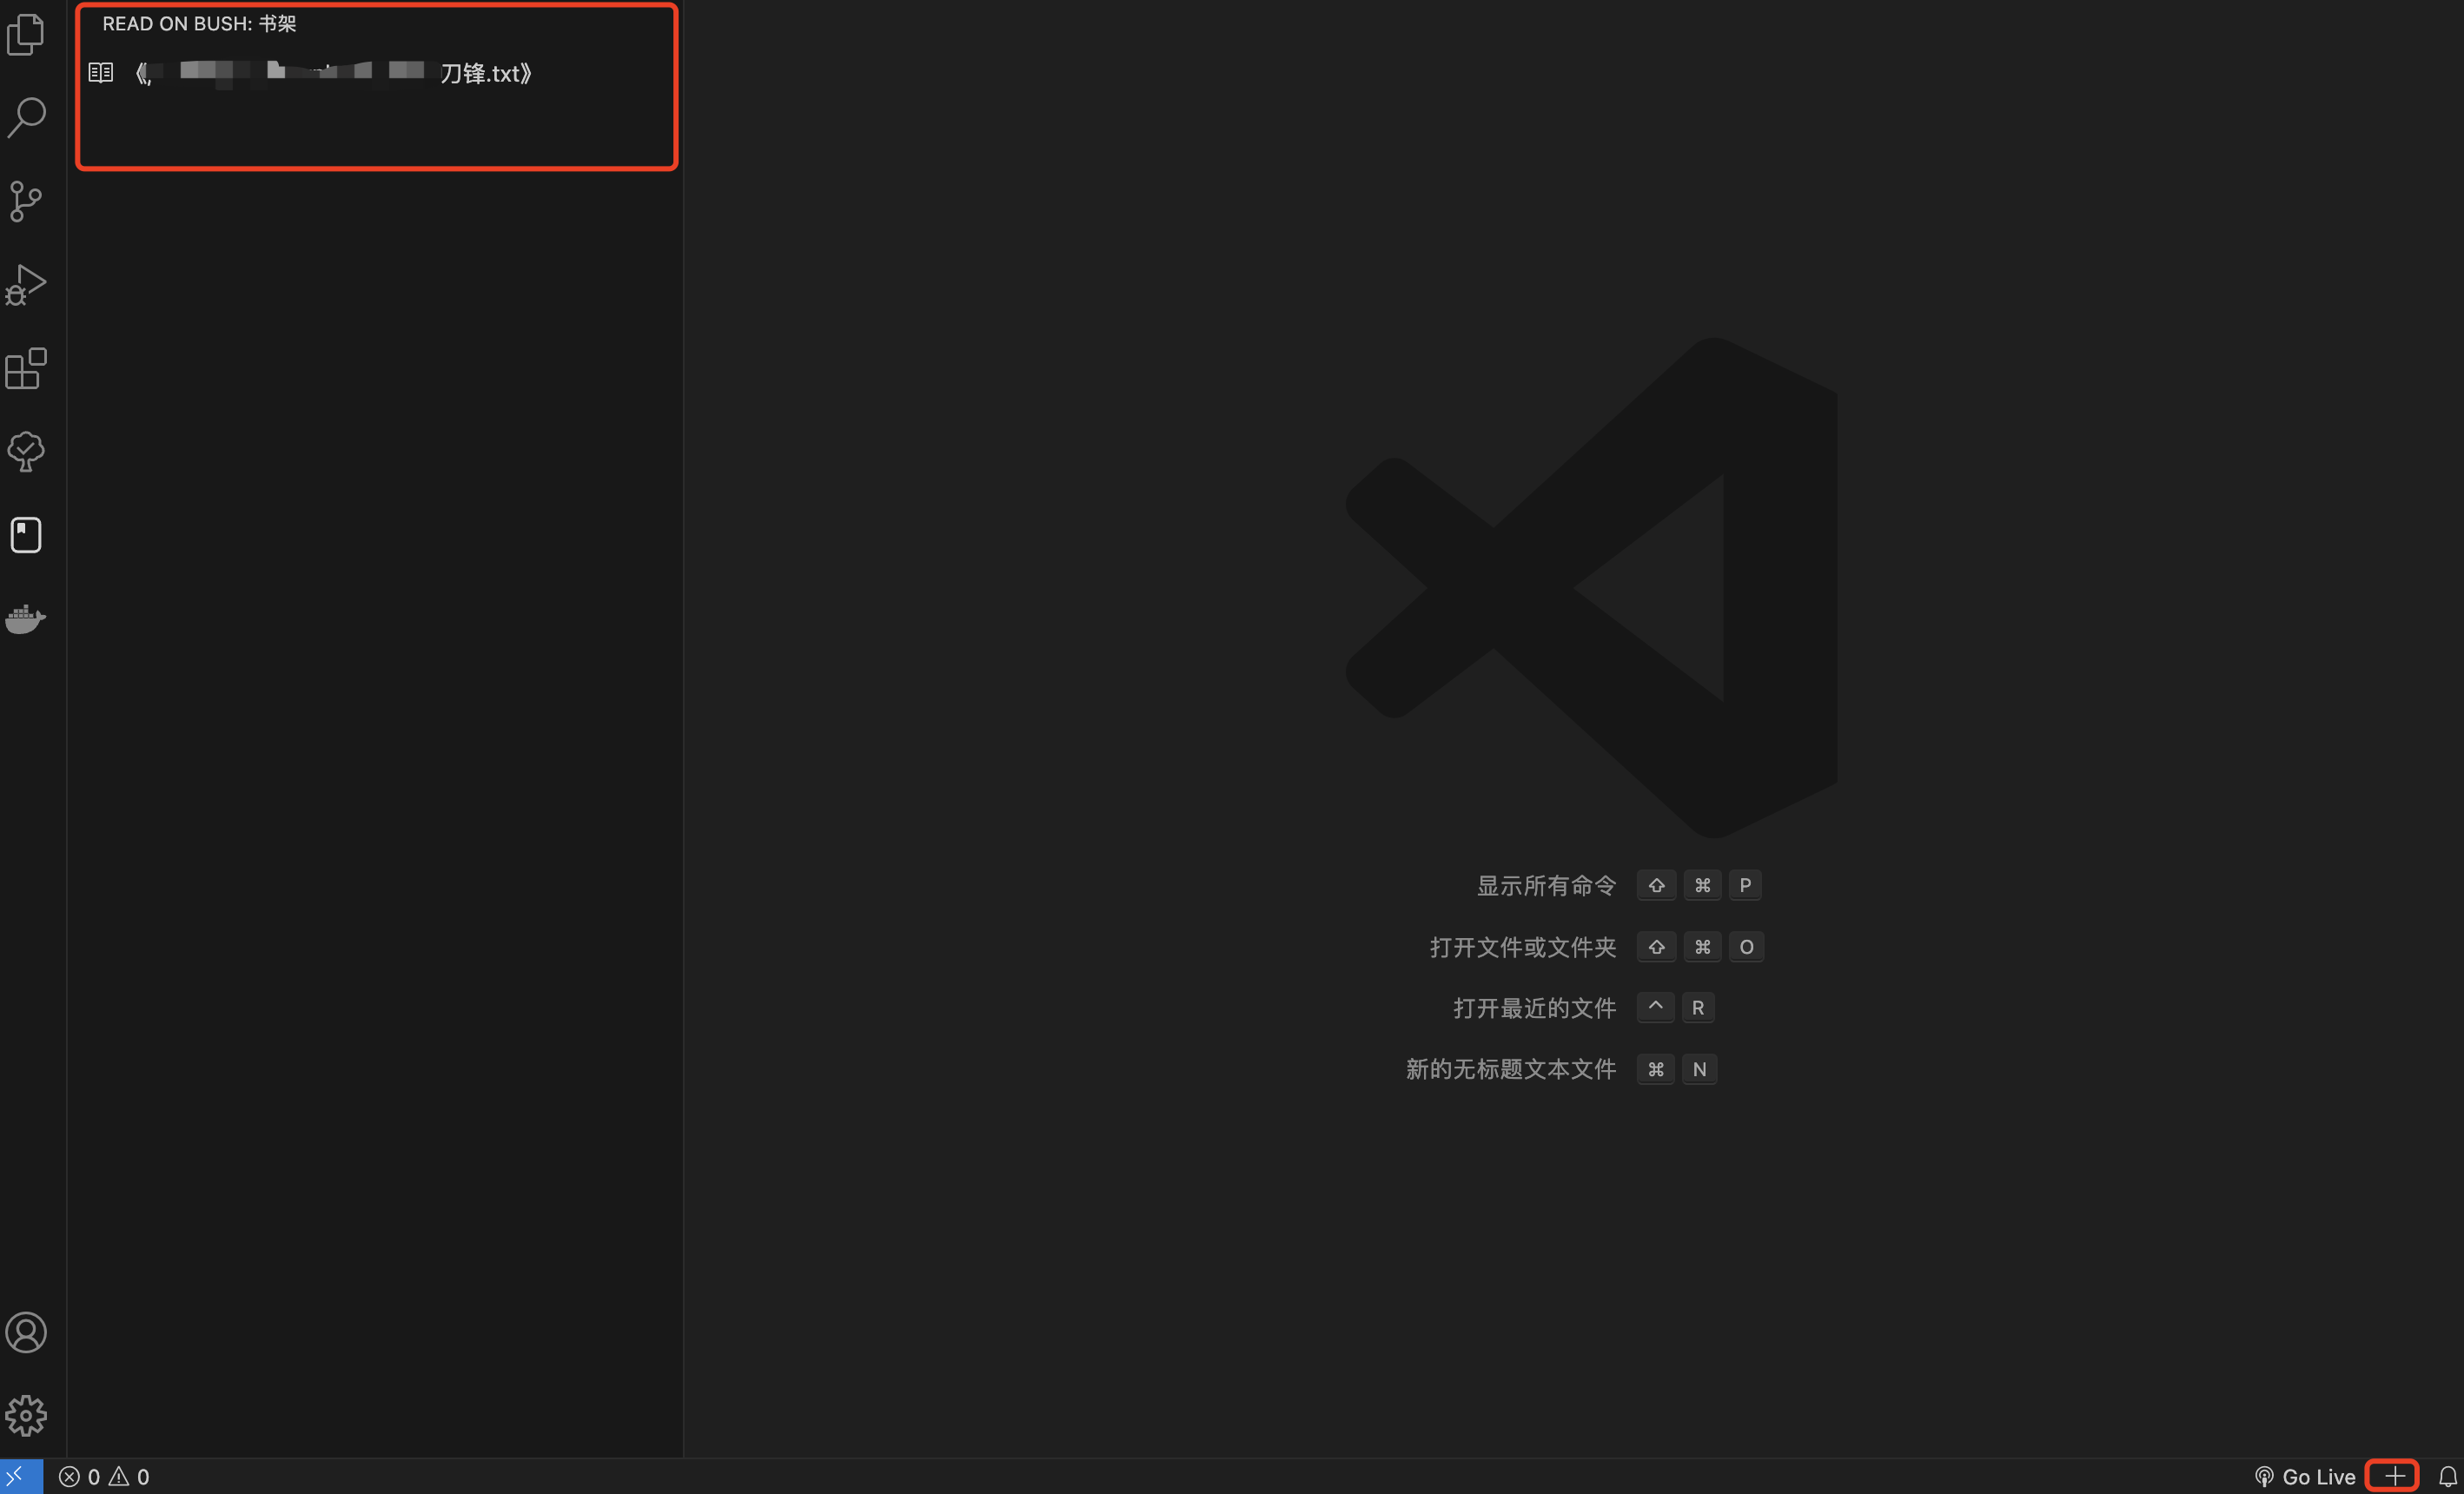 READ ON BUSH: 书架
《 刀锋.txt》
显示所有命令 ⇧ ⌘ P
打开文件或文件夹 ⇧ ⌘ O
打开最近的文件 ^ R
新的无标题文本文件 ⌘ N
0 0
Go Live